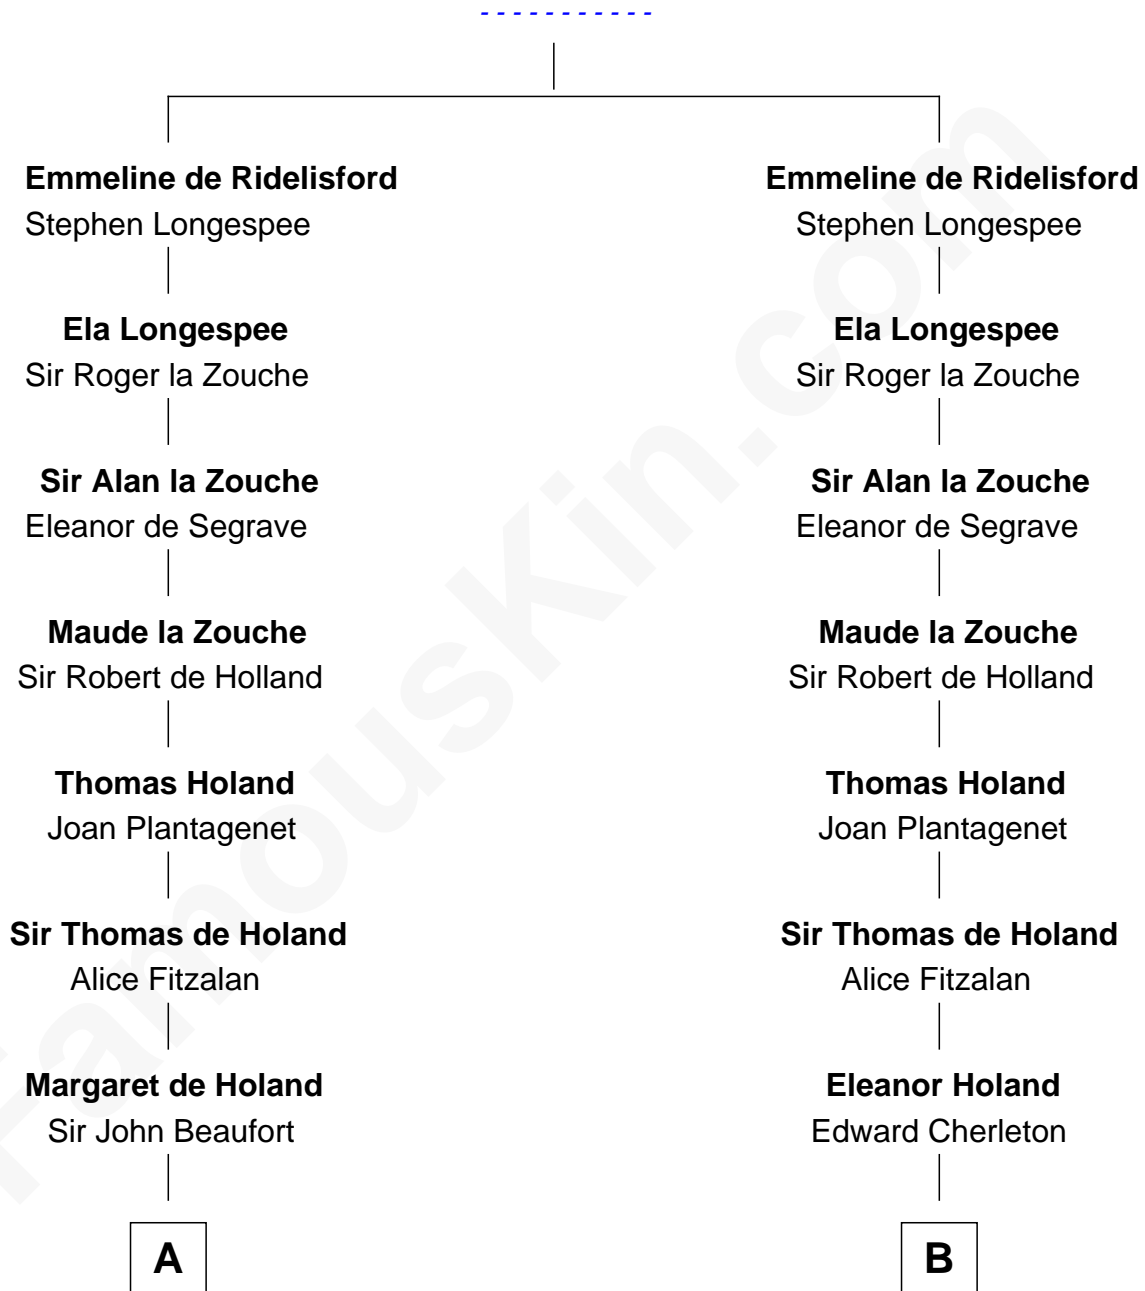 - - - - - - - - - - -
Emmeline de Ridelisford
Stephen Longespee
Emmeline de Ridelisford
Stephen Longespee
Ela Longespee
Sir Roger la Zouche
Ela Longespee
Sir Roger la Zouche
Sir Alan la Zouche
Eleanor de Segrave
Sir Alan la Zouche
Eleanor de Segrave
Maude la Zouche
Sir Robert de Holland
Maude la Zouche
Sir Robert de Holland
Thomas Holand
Joan Plantagenet
Thomas Holand
Joan Plantagenet
Sir Thomas de Holand
Alice Fitzalan
Sir Thomas de Holand
Alice Fitzalan
Margaret de Holand
Sir John Beaufort
Eleanor Holand
Edward Cherleton
A
B
FamousKin.com